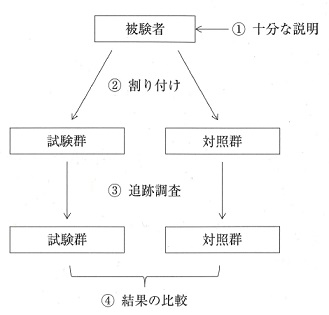 被験者
① 十分な説明
② 割り付け
試験群
対照群
③ 追跡調査
試験群
対照群
④ 結果の比較